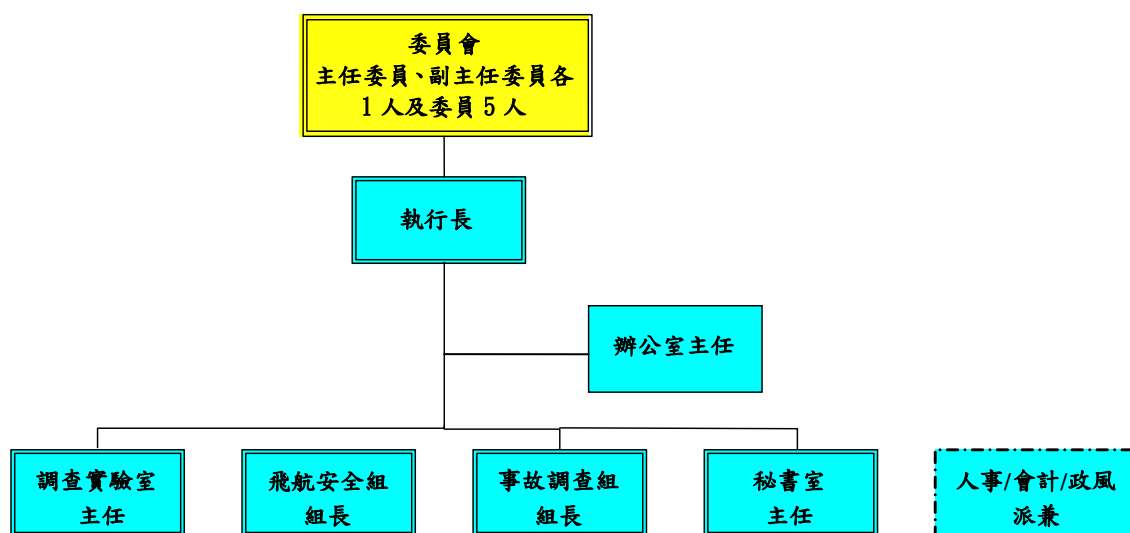 委員會
主任委員、副主任委員各
1 人及委員 5 人
執行長
辦公室主任
調查實驗室
主任
飛航安全組
組長
事故調查組
組長
秘書室
主任
人事/會計/政風
派兼